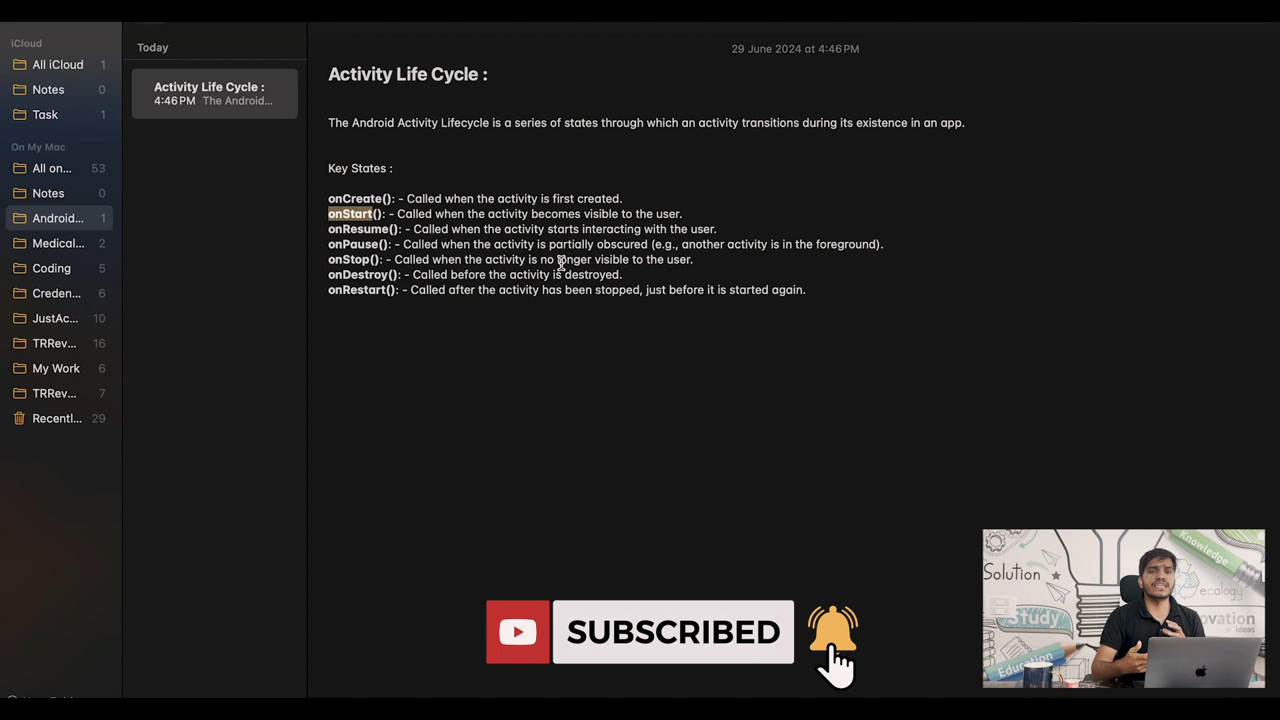 iCloud
All iCloud 1
Notes 0
Task 1
On My Mac
All on... 53
Notes 0
Android... 1
Medical... 2
Coding 5
Creden... 6
JustAc... 10
TRRev... 16
My Work 6
TRRev... 7
Recentl... 29
Today
Activity Life Cycle :
4:46 PM The Android...
29 June 2024 at 4:46 PM
Activity Life Cycle :
The Android Activity Lifecycle is a series of states through which an activity transitions during its existence in an app.
Key States :
onCreate(): - Called when the activity is first created.
onStart(): - Called when the activity becomes visible to the user.
onResume(): - Called when the activity starts interacting with the user.
onPause(): - Called when the activity is partially obscured (e.g., another activity is in the foreground).
onStop(): - Called when the activity is no longer visible to the user.
onDestroy(): - Called before the activity is destroyed.
onRestart(): - Called after the activity has been stopped, just before it is started again.
SUBSCRIBED
Knowledge
Solution
ecology
Study
ideas
Education